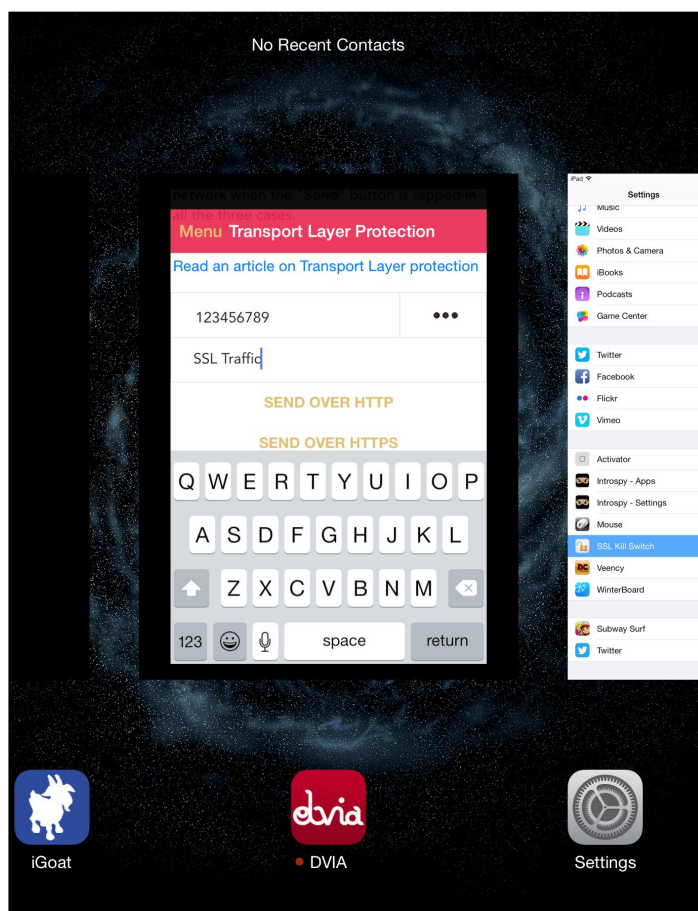 No Recent Contacts
network when the "Send" button is tapped in
all the three cases.
Menu Transport Layer Protection
Read an article on Transport Layer protection
123456789 •••
SSL Traffic
SEND OVER HTTP
SEND OVER HTTPS
Q W E R T Y U I O P
A S D F G H J K L
Z X C V B N M
123 space return
iPad
Settings
Music
Videos
Photos & Camera
iBooks
Podcasts
Game Center
Twitter
Facebook
Flickr
Vimeo
Activator
Introspy - Apps
Introspy - Settings
Mouse
SSL Kill Switch
Veency
WinterBoard
Subway Surf
Twitter
dvia
iGoat
DVIA
Settings